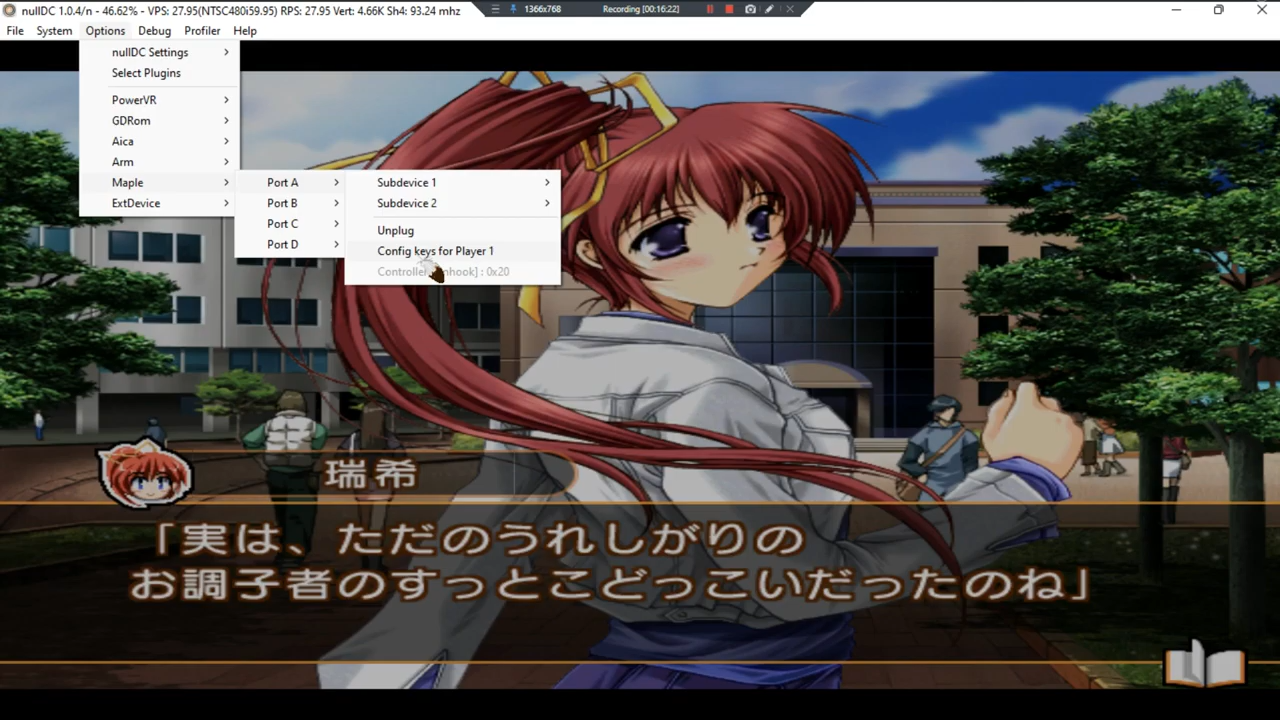 nullDC 1.0.4/n - 46.62% - VPS: 27.95(NTSC480i59.95) RPS: 27.95 Vert: 4.66K Sh4: 93.24 mhz
1366x768
Recording [00:16:22]
File System Options Debug Profiler Help
nullDC Settings
Select Plugins
PowerVR
GDRom
Aica
Arm
Maple
ExtDevice
Port A
Port B
Port C
Port D
Subdevice 1
Subdevice 2
Unplug
Config keys for Player 1
: 0x20
瑞希
「実は、ただのうれしがりの
お調子者のすっとこどっこいだったのね」